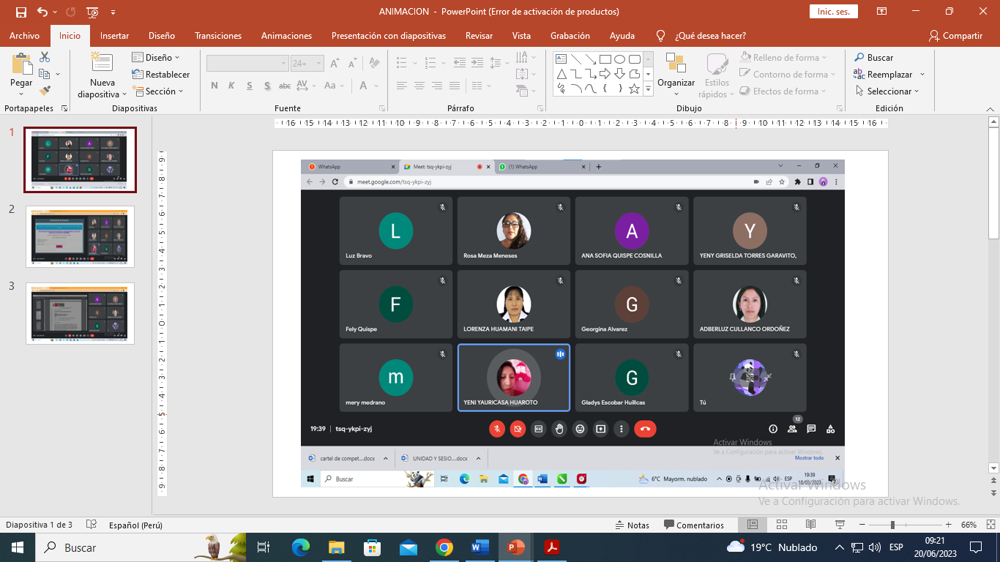 ANIMACION - PowerPoint (Error de activación de productos)
Inic. ses.
Archivo Inicio Insertar Diseño Transiciones Animaciones Presentación con diapositivas Revisar Vista Grabación Ayuda ¿Qué desea hacer? Compartir
Pegar
Nueva diapositiva
Diseño
Restablecer
Sección
24+
N K S S abc AV Aa A
Organizar
Estilos rápidos
Relleno de forma
Contorno de forma
Efectos de forma
Buscar
Reemplazar
Seleccionar
Portapapeles Diapositivas Fuente Párrafo Dibujo Edición
1
2
3
WhatsApp Meet: tsq-ykpi-zyj (1) WhatsApp
meet.google.com/tsq-ykpi-zyj
L
A
Y
Luz Bravo Rosa Meza Meneses ANA SOFIA QUISPE COSNILLA YENY GRISELDA TORRES GARAVITO,
F
G
Fely Quispe LORENZA HUAMANI TAIPE Georgina Alvarez ADBERLUZ CULLANCO ORDOÑEZ
m
G
mery medrano YENI YAURICASA HUAROTO Gladys Escobar Huillcas Tú
19:39 | tsq-ykpi-zyj
12
Activar Windows
Ve a Configuración para activar Windows.
cartel de compet....docx UNIDAD Y SESIO....docx Mostrar todo
Buscar
6°C Mayorm. nublado ESP
19:39
18/03/2023
Activar Windows
Ve a Configuración para activar Windows.
Diapositiva 1 de 3 Español (Perú) Notas Comentarios 66%
Buscar
19°C Nublado ESP
09:21
20/06/2023